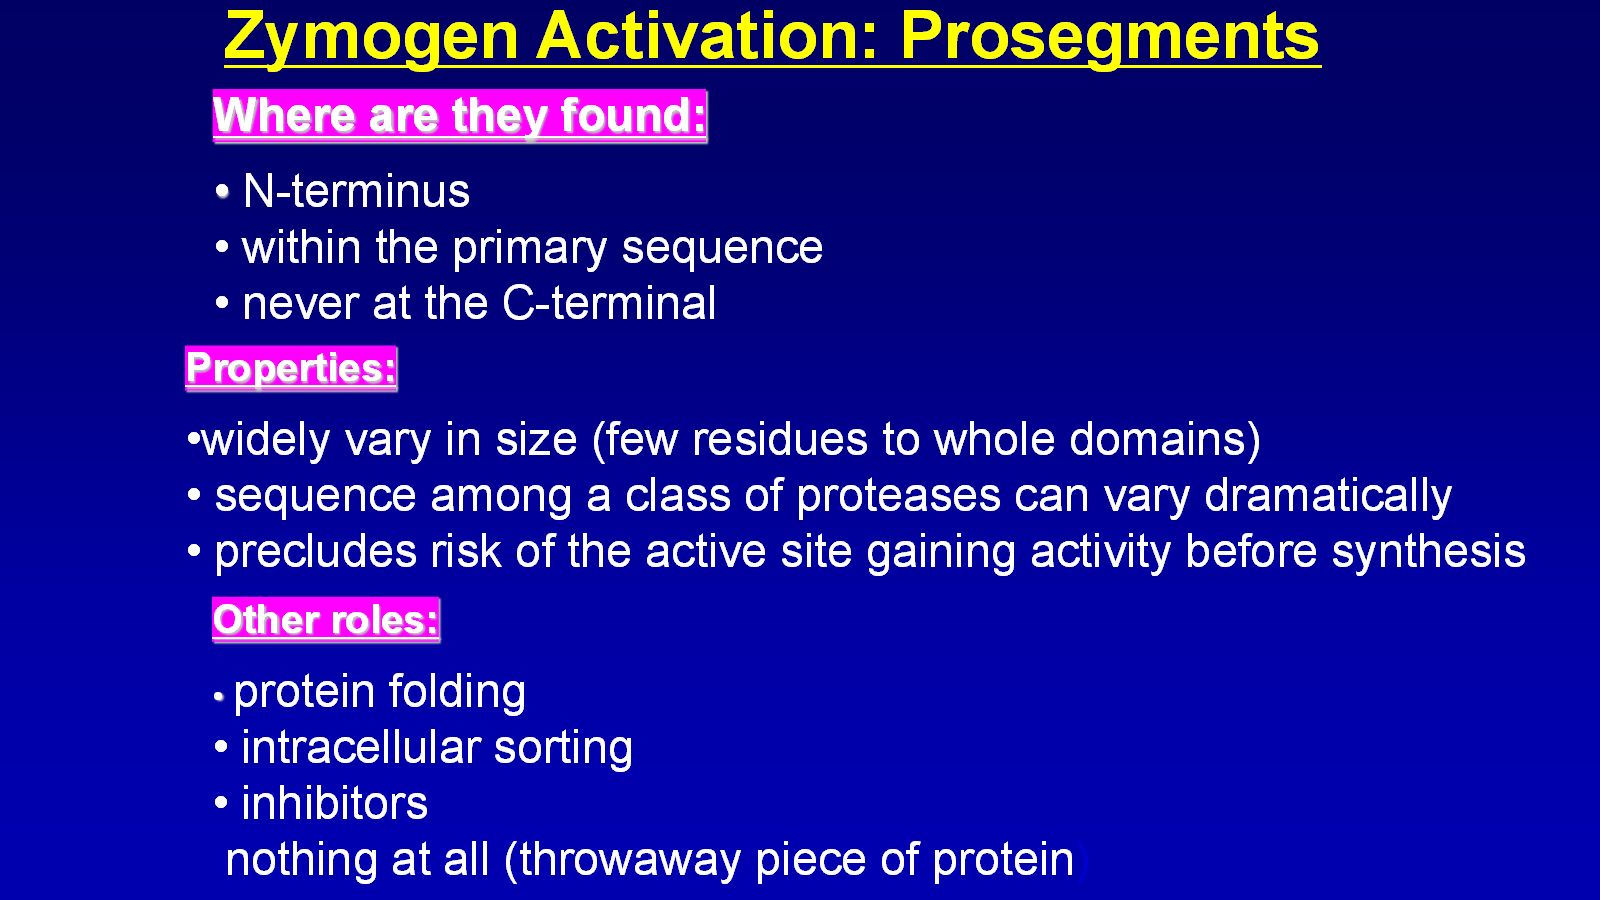 Zymogen Activation: Prosegments
Where are they found:
• N-terminus
• within the primary sequence
• never at the C-terminal
Properties:
•widely vary in size (few residues to whole domains)
• sequence among a class of proteases can vary dramatically
• precludes risk of the active site gaining activity before synthesis
Other roles:
• protein folding
• intracellular sorting
• inhibitors
nothing at all (throwaway piece of protein)